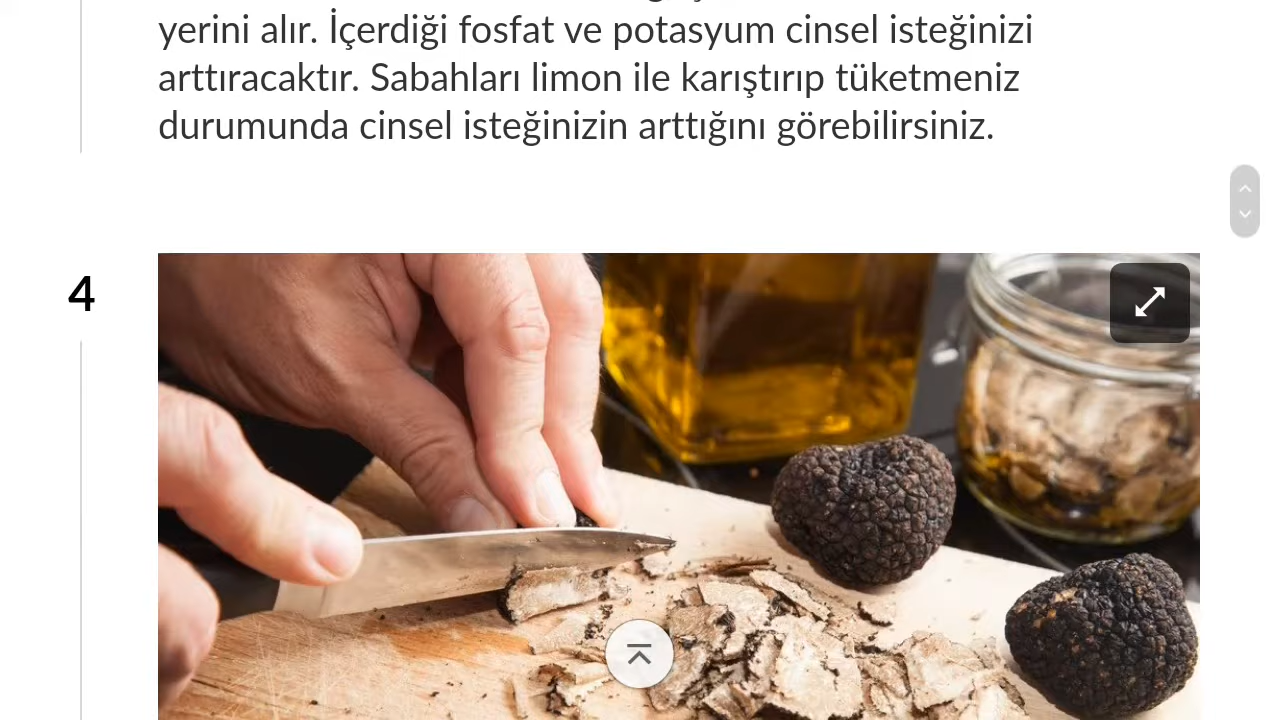 yerini alır. İçerdiği fosfat ve potasyum cinsel isteğinizi
arttıracaktır. Sabahları limon ile karıştırıp tüketmeniz
durumunda cinsel isteğinizin arttığını görebilirsiniz.
4